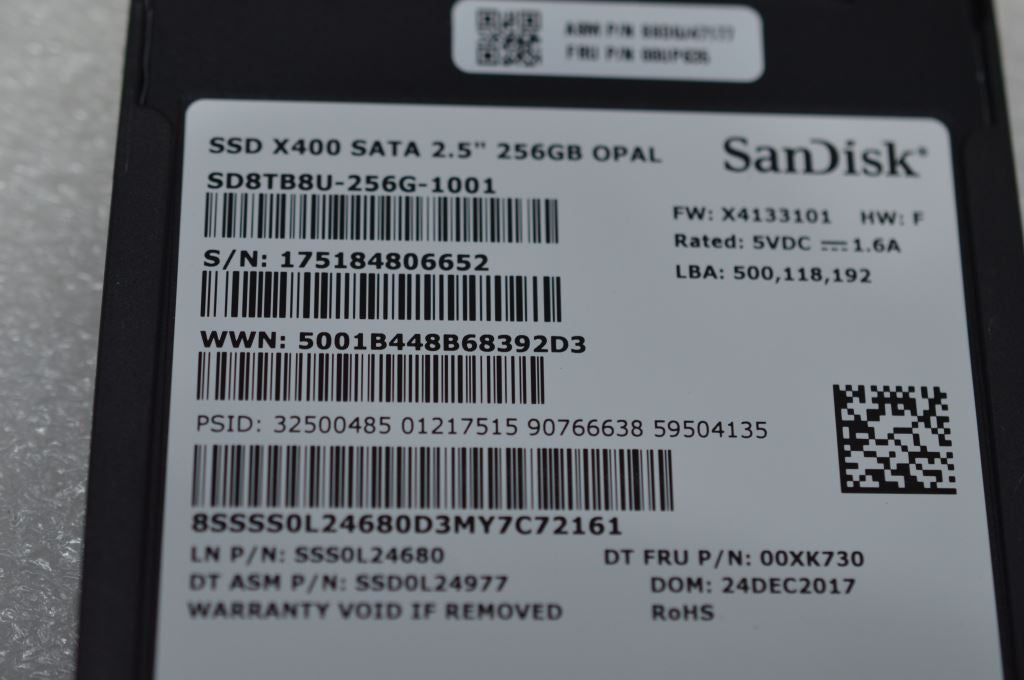 ASM P/N
FRU P/N
SSD X400 SATA 2.5" 256GB OPAL
SanDisk®
SD8TB8U-256G-1001
FW: X4133101 HW: F
Rated: 5VDC ⎓ 1.6A
S/N: 175184806652
LBA: 500,118,192
WWN: 5001B448B68392D3
PSID: 32500485 01217515 90766638 59504135
8SSSS0L24680D3MY7C72161
LN P/N: SSS0L24680
DT FRU P/N: 00XK730
DT ASM P/N: SSD0L24977
DOM: 24DEC2017
WARRANTY VOID IF REMOVED
RoHS